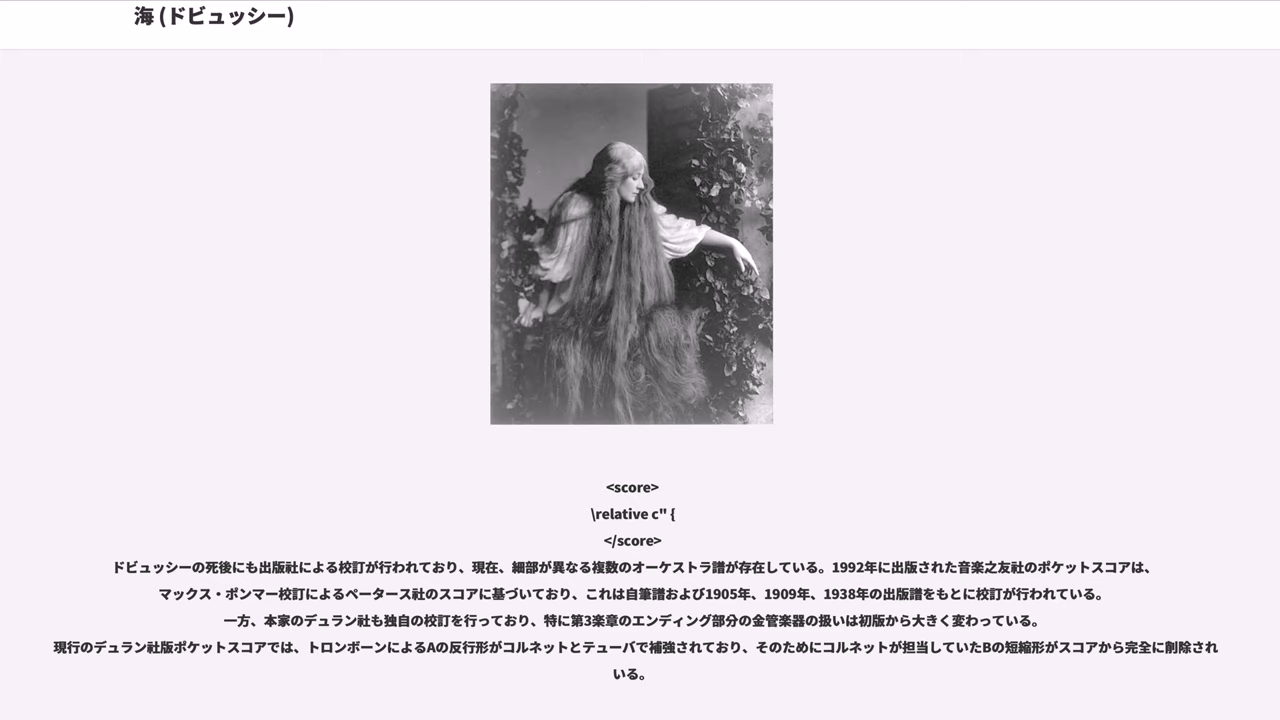 海 (ドビュッシー)
<score>
\relative c" {
</score>
ドビュッシーの死後にも出版社による校訂が行われており、現在、細部が異なる複数のオーケストラ譜が存在している。1992年に出版された音楽之友社のポケットスコアは、
マックス・ポンマー校訂によるペータース社のスコアに基づいており、これは自筆譜および1905年、1909年、1938年の出版譜をもとに校訂が行われている。
一方、本家のデュラン社も独自の校訂を行っており、特に第3楽章のエンディング部分の金管楽器の扱いは初版から大きく変わっている。
現行のデュラン社版ポケットスコアでは、トロンボーンによるAの反行形がコルネットとテューバで補強されており、そのためにコルネットが担当していたBの短縮形がスコアから完全に削除され
いる。